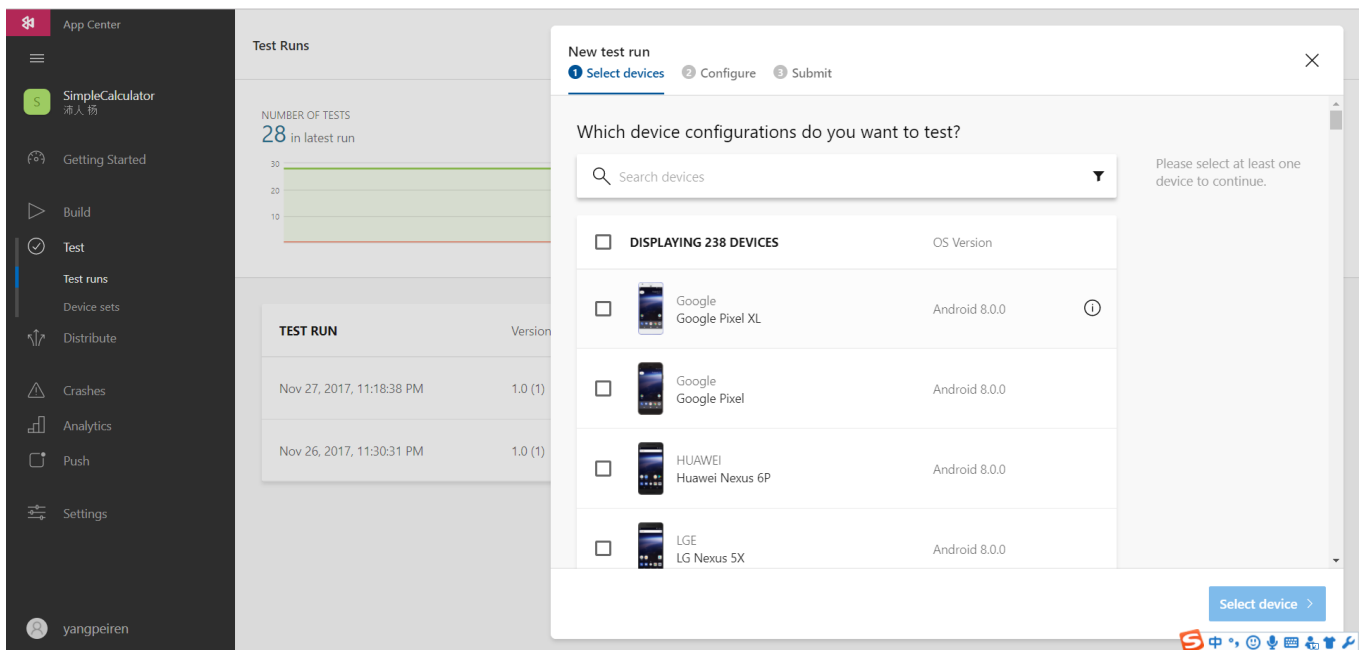 App Center
S
SimpleCalculator
沛人 杨
Getting Started
Build
Test
Test runs
Device sets
Distribute
Crashes
Analytics
Push
Settings
yangpeiren
Test Runs
NUMBER OF TESTS
28 in latest run
30
20
10
TEST RUN Version
Nov 27, 2017, 11:18:38 PM 1.0 (1)
Nov 26, 2017, 11:30:31 PM 1.0 (1)
New test run
1 Select devices 2 Configure 3 Submit
Which device configurations do you want to test?
Search devices
DISPLAYING 238 DEVICES OS Version
Google
Google Pixel XL Android 8.0.0
Google
Google Pixel Android 8.0.0
HUAWEI
Huawei Nexus 6P Android 8.0.0
LGE
LG Nexus 5X Android 8.0.0
Please select at least one
device to continue.
Select device
S 中